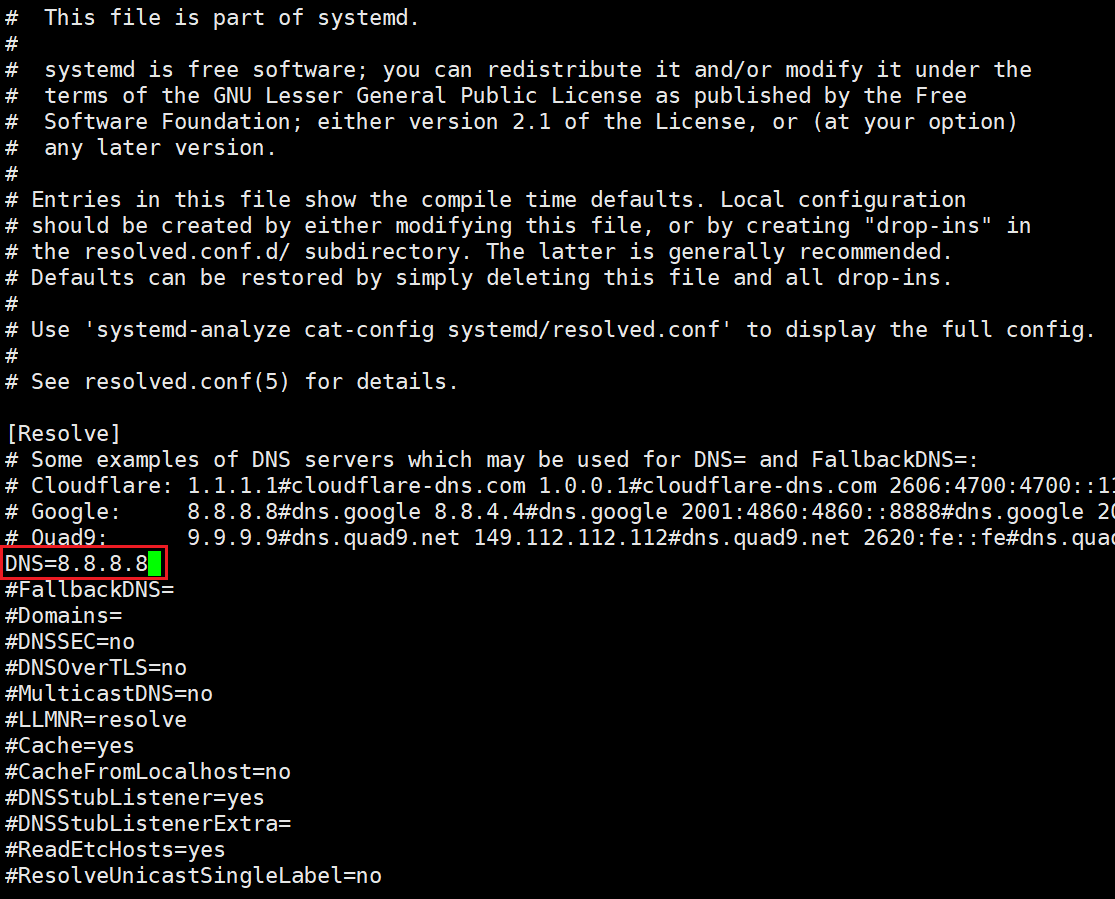 #  This file is part of systemd.
#
#  systemd is free software; you can redistribute it and/or modify it under the
#  terms of the GNU Lesser General Public License as published by the Free
#  Software Foundation; either version 2.1 of the License, or (at your option)
#  any later version.
#
# Entries in this file show the compile time defaults. Local configuration
# should be created by either modifying this file, or by creating "drop-ins" in
# the resolved.conf.d/ subdirectory. The latter is generally recommended.
# Defaults can be restored by simply deleting this file and all drop-ins.
#
# Use 'systemd-analyze cat-config systemd/resolved.conf' to display the full config.
#
# See resolved.conf(5) for details.

[Resolve]
# Some examples of DNS servers which may be used for DNS= and FallbackDNS=:
# Cloudflare: 1.1.1.1#cloudflare-dns.com 1.0.0.1#cloudflare-dns.com 2606:4700:4700::11
# Google:     8.8.8.8#dns.google 8.8.4.4#dns.google 2001:4860:4860::8888#dns.google 20
# Quad9:      9.9.9.9#dns.quad9.net 149.112.112.112#dns.quad9.net 2620:fe::fe#dns.quad
DNS=8.8.8.8
#FallbackDNS=
#Domains=
#DNSSEC=no
#DNSOverTLS=no
#MulticastDNS=no
#LLMNR=resolve
#Cache=yes
#CacheFromLocalhost=no
#DNSStubListener=yes
#DNSStubListenerExtra=
#ReadEtcHosts=yes
#ResolveUnicastSingleLabel=no